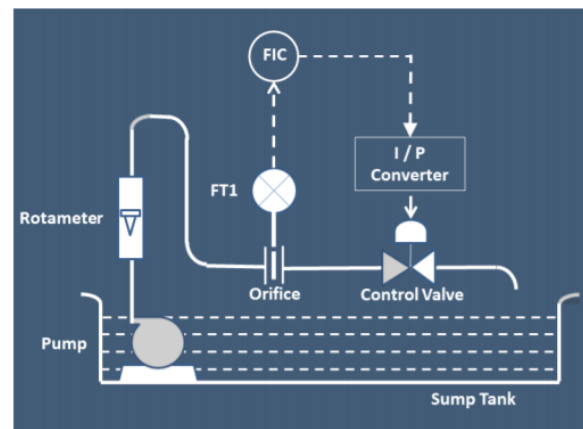 FIC
I / P
Converter
FT1
Rotameter
Orifice
Control Valve
Pump
Sump Tank